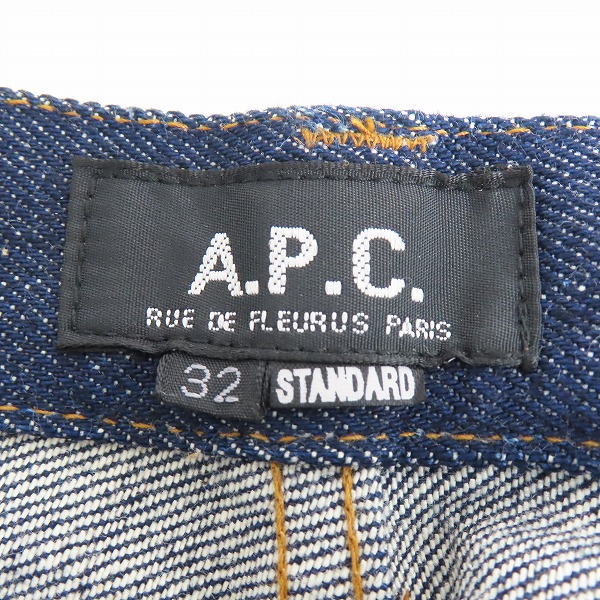 A.P.C.
RUE DE FLEURUS PARIS
32 STANDARD